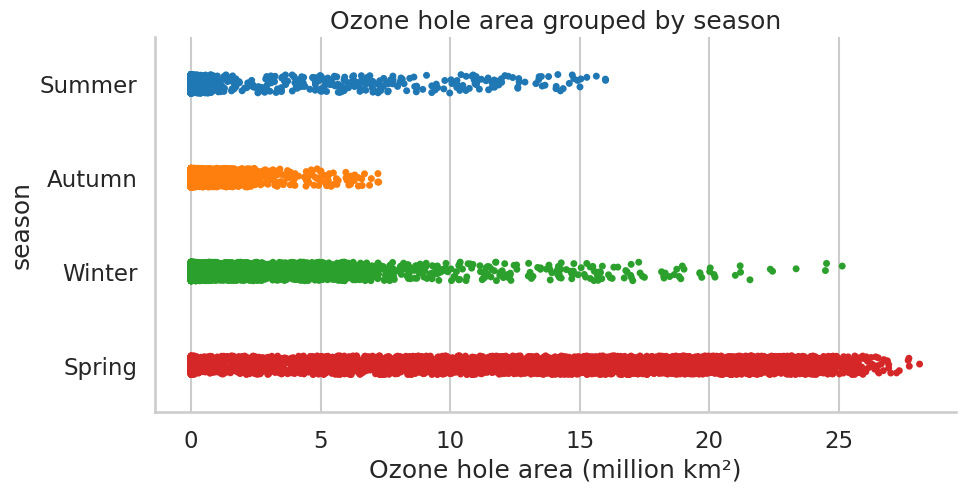 Ozone hole area grouped by season
season
Summer
Autumn
Winter
Spring
0 5 10 15 20 25
Ozone hole area (million km²)